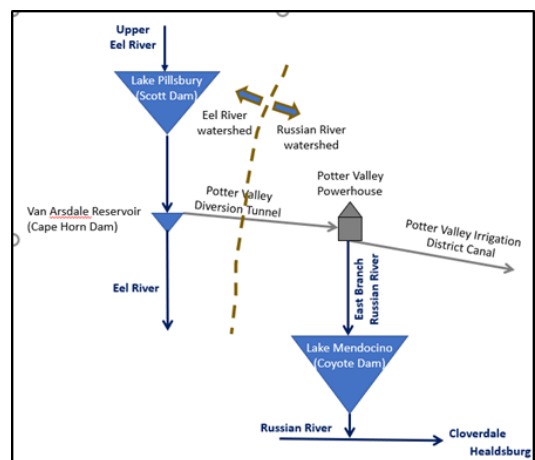 Upper
Eel River
Lake Pillsbury
(Scott Dam)
Eel River
watershed
Russian River
watershed
Potter Valley
Diversion Tunnel
Potter Valley
Powerhouse
Van Arsdale Reservoir
(Cape Horn Dam)
Potter Valley Irrigation
District Canal
Eel River
East Branch
Russian River
Lake Mendocino
(Coyote Dam)
Russian River
Cloverdale
Healdsburg